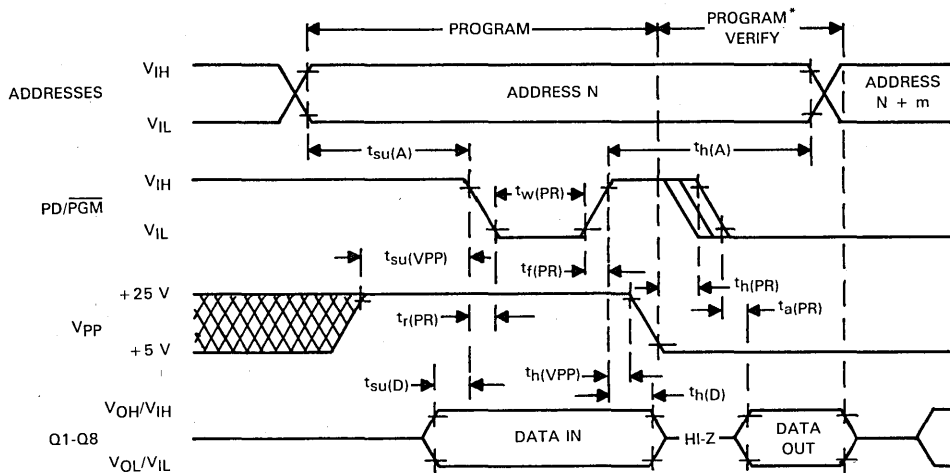 PROGRAM
PROGRAM*
VERIFY
ADDRESSES
VIH
VIL
ADDRESS N
ADDRESS
N + m
tsu(A)
th(A)
PD/PGM
VIH
VIL
tw(PR)
tsu(VPP)
tf(PR)
th(PR)
VPP
+25 V
+5 V
tr(PR)
ta(PR)
tsu(D)
th(VPP)
th(D)
Q1-Q8
VOH/VIH
VOL/VIL
DATA IN
HI-Z
DATA
OUT